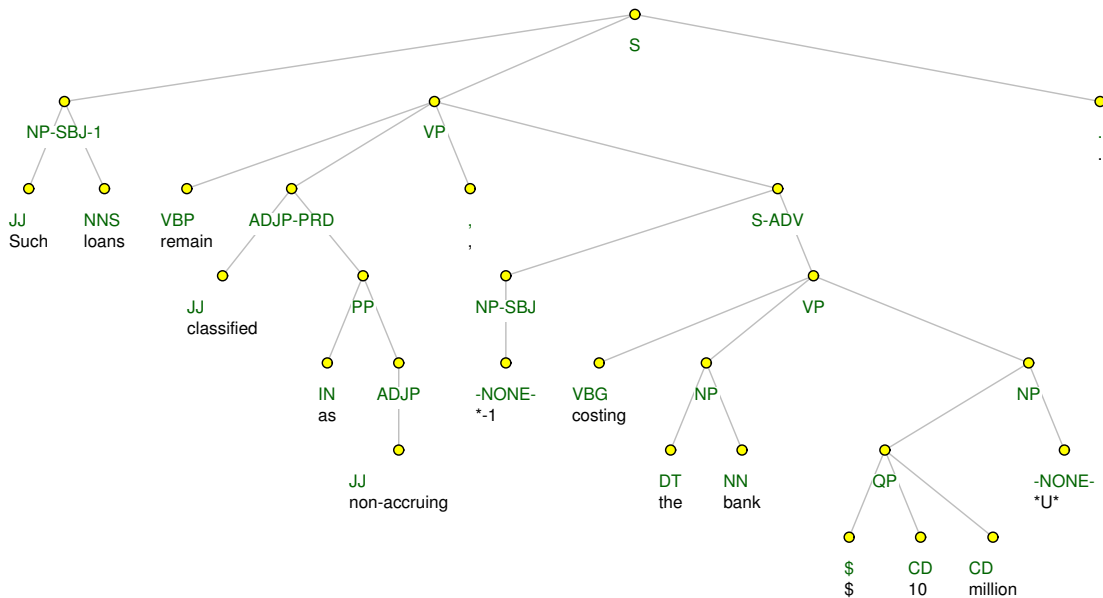 S
NP-SBJ-1 VP .
.
JJ NNS VBP ADJP-PRD , S-ADV
Such loans remain ,
JJ PP NP-SBJ VP
classified
IN ADJP -NONE- VBG NP NP
as *-1 costing
JJ DT NN QP -NONE-
non-accruing the bank *U*
$ CD CD
$ 10 million